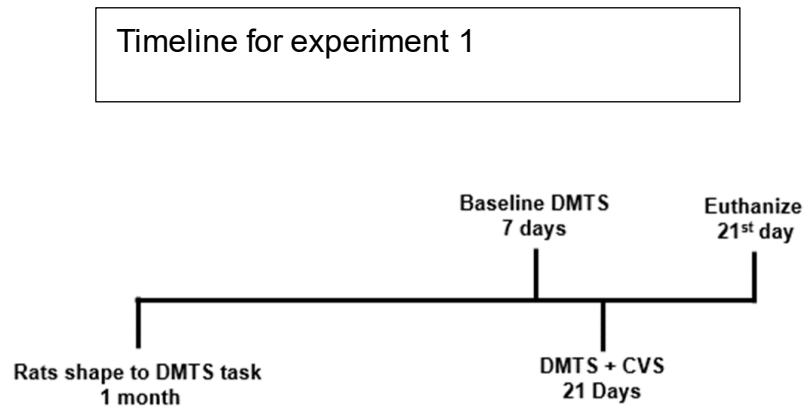 Timeline for experiment 1
Baseline DMTS
7 days
Euthanize
21st day
Rats shape to DMTS task
1 month
DMTS + CVS
21 Days